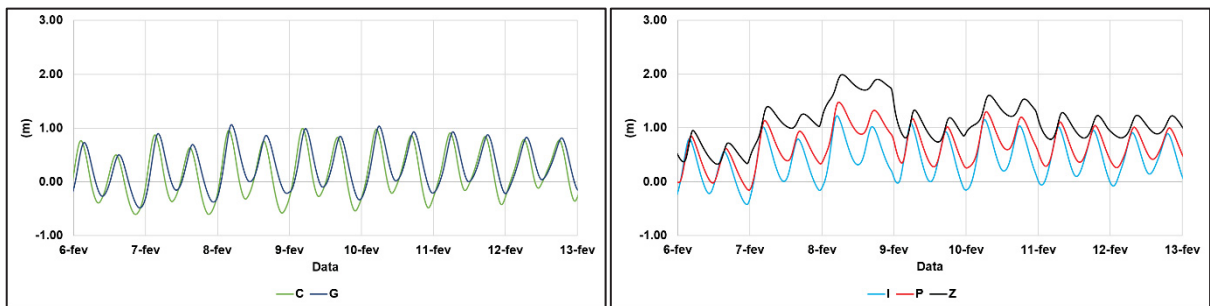 3.00
2.00
1.00
0.00
-1.00
(m)
6-fev 7-fev 8-fev 9-fev 10-fev 11-fev 12-fev 13-fev
Data
C G
3.00
2.00
1.00
0.00
-1.00
(m)
6-fev 7-fev 8-fev 9-fev 10-fev 11-fev 12-fev 13-fev
Data
I P Z